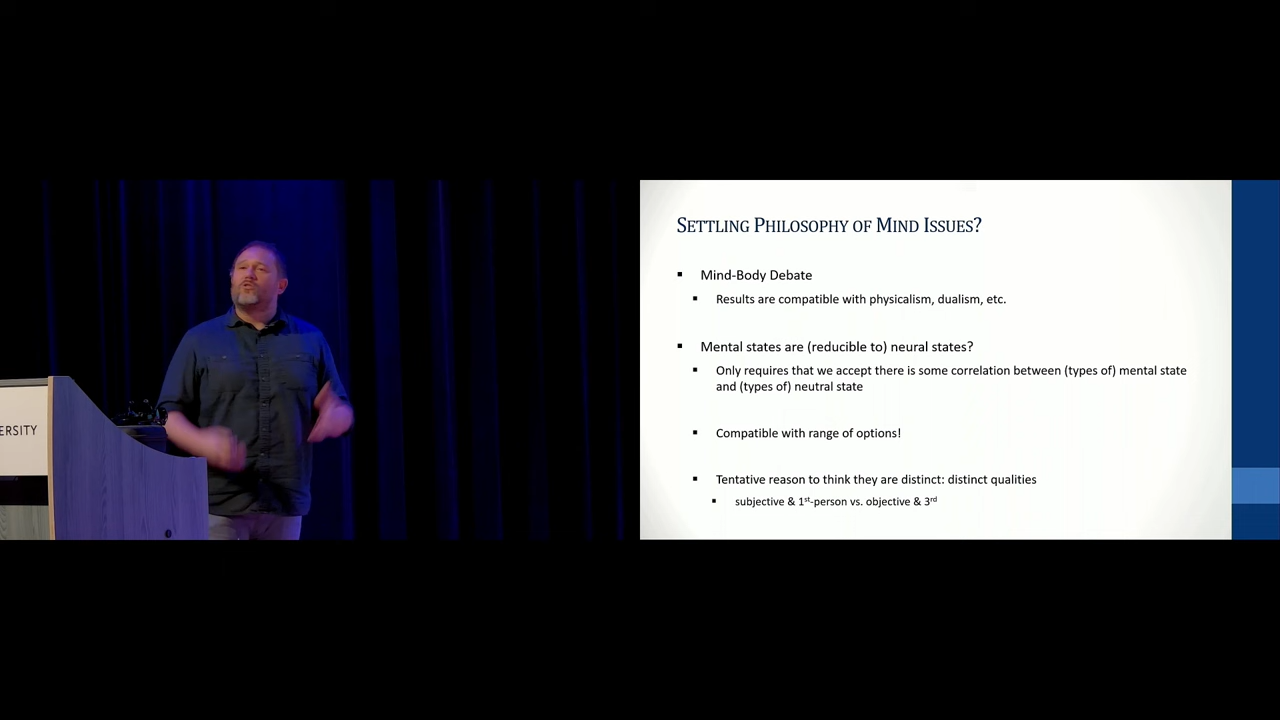 ERSITY
SETTLING PHILOSOPHY OF MIND ISSUES?
▪ Mind-Body Debate
▪ Results are compatible with physicalism, dualism, etc.
▪ Mental states are (reducible to) neural states?
▪ Only requires that we accept there is some correlation between (types of) mental state
and (types of) neutral state
▪ Compatible with range of options!
▪ Tentative reason to think they are distinct: distinct qualities
▪ subjective & 1st-person vs. objective & 3rd